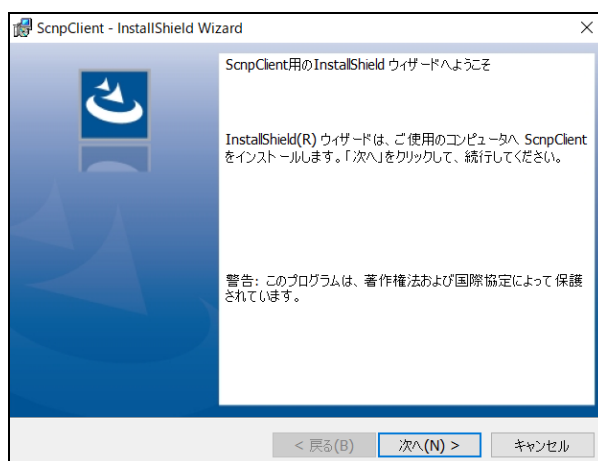 ScnpClient - InstallShield Wizard
ScnpClient用のInstallShield ウィザードへようこそ
InstallShield(R) ウィザードは、ご使用のコンピュータへ ScnpClient
をインストールします。「次へ」をクリックして、続行してください。
警告: このプログラムは、著作権法および国際協定によって保護
されています。
< 戻る(B)
次へ(N) >
キャンセル